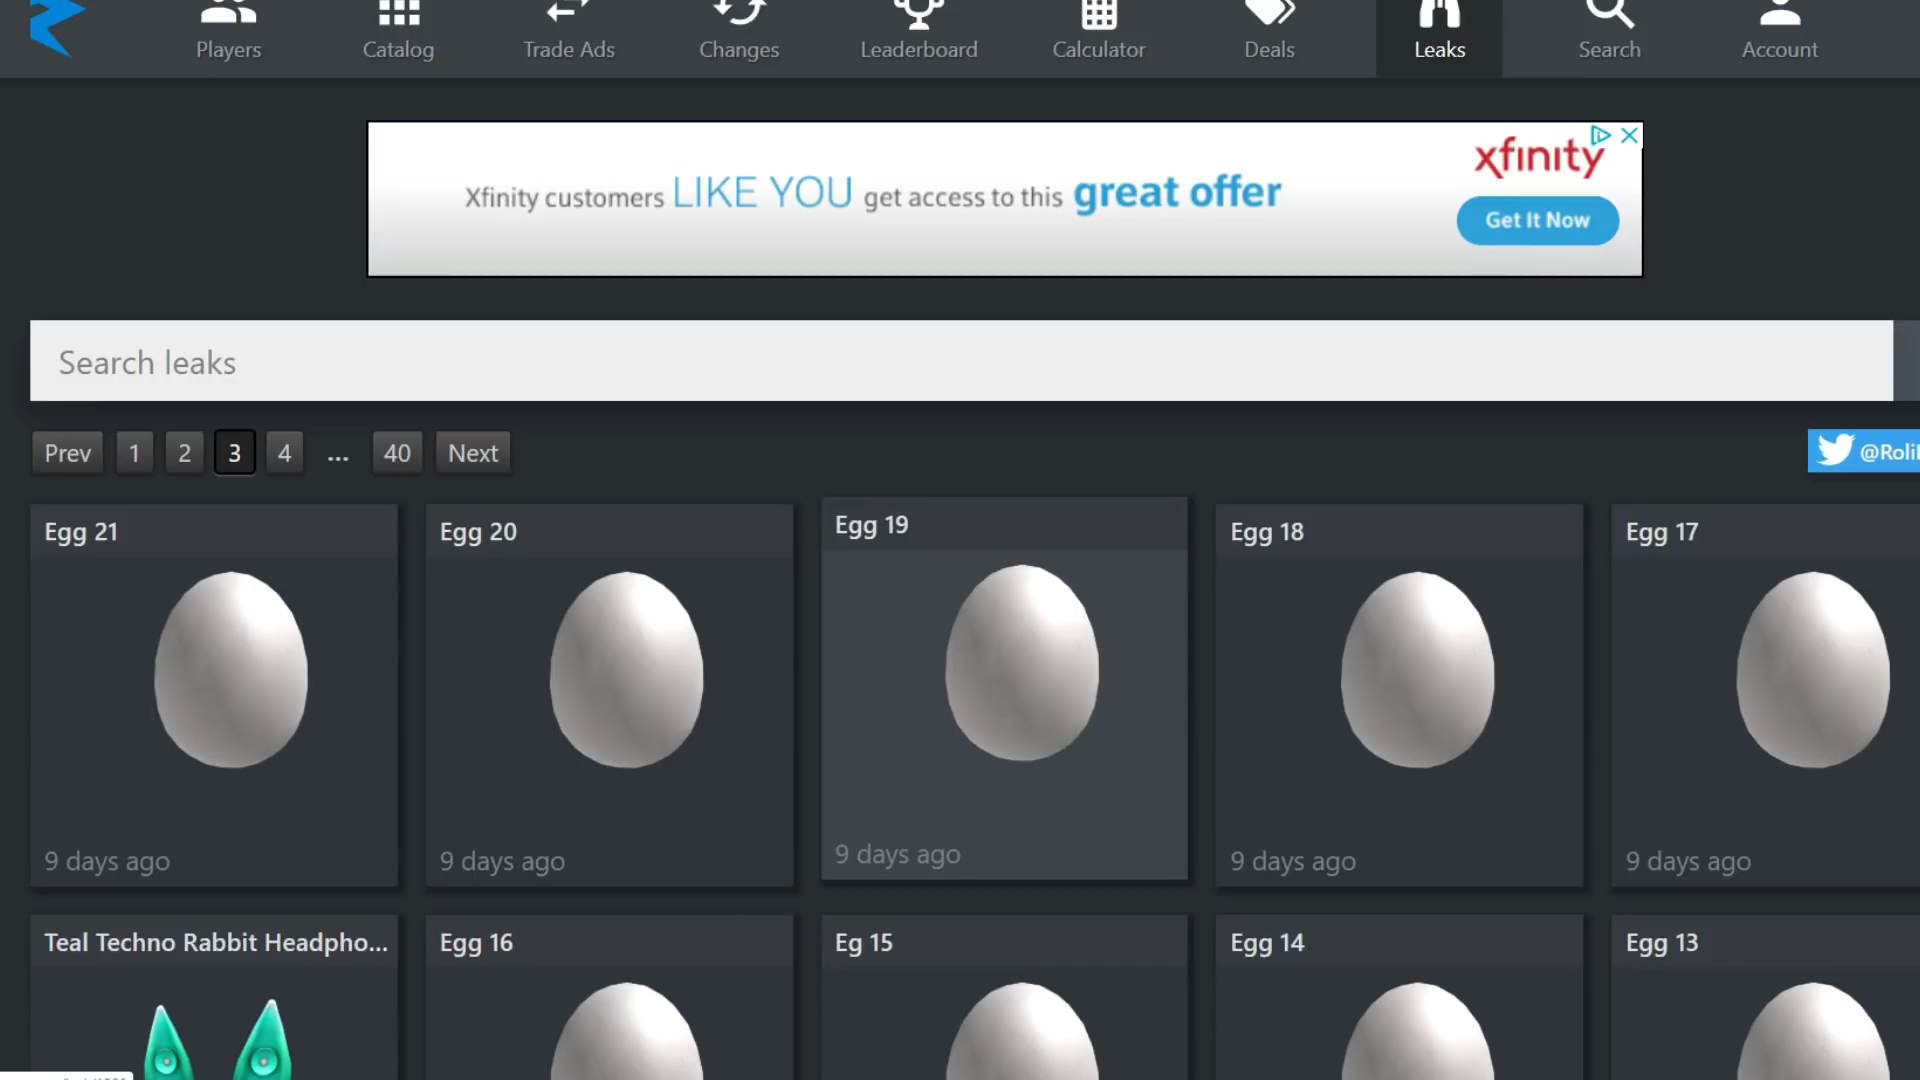 Players Catalog Trade Ads Changes Leaderboard Calculator Deals Leaks Search Account
Xfinity customers LIKE YOU get access to this great offer
xfinity
Get It Now
Search leaks
Prev 1 2 3 4 ... 40 Next
Egg 21 Egg 20 Egg 19 Egg 18 Egg 17
9 days ago 9 days ago 9 days ago 9 days ago 9 days ago
Teal Techno Rabbit Headpho... Egg 16 Eg 15 Egg 14 Egg 13